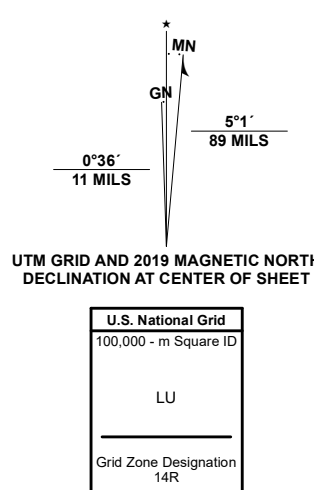 ★
MN
GN
5°1´
89 MILS
0°36´
11 MILS
UTM GRID AND 2019 MAGNETIC NORTH
DECLINATION AT CENTER OF SHEET
U.S. National Grid
100,000 - m Square ID
LU
Grid Zone Designation
14R